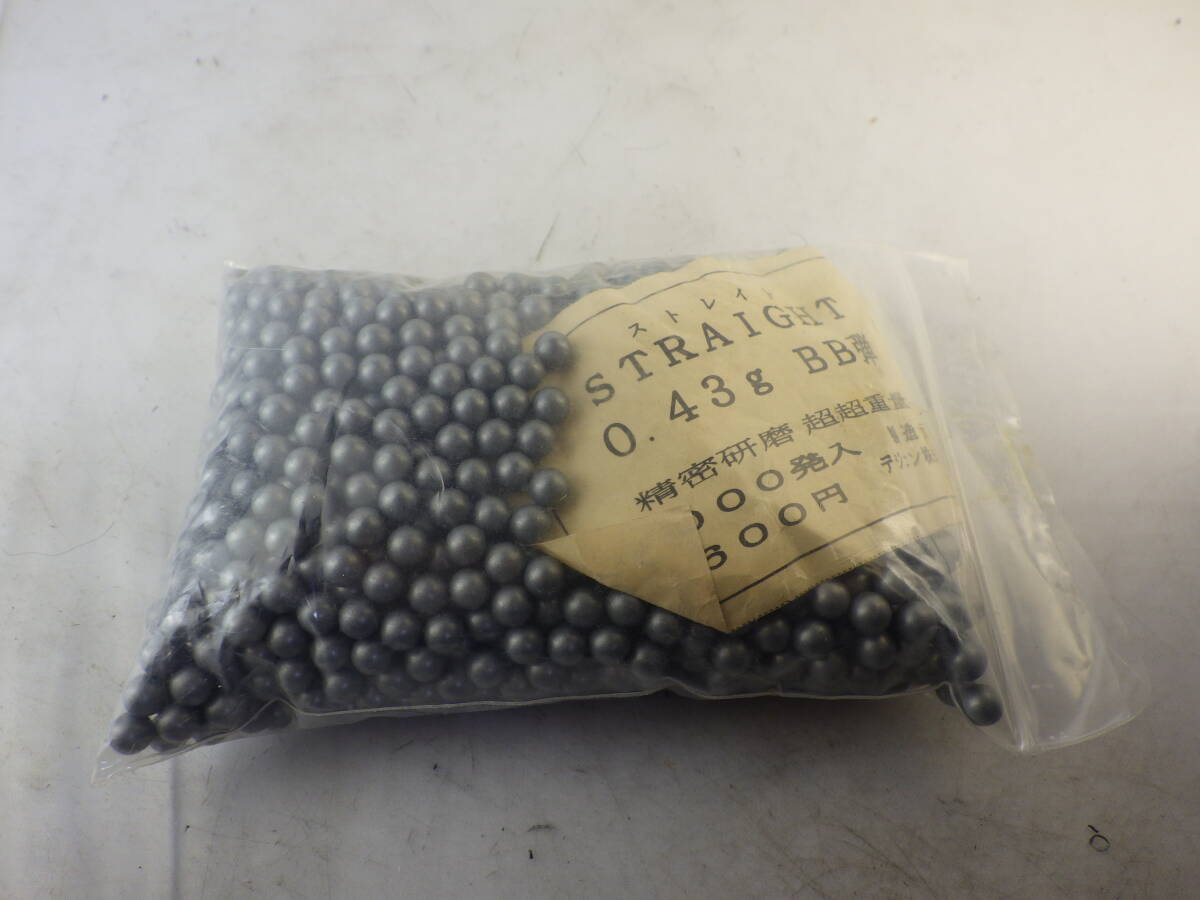 ストレイト
STRAIGHT
0.43g BB弾
精密研磨 超超重量
00発入
600円